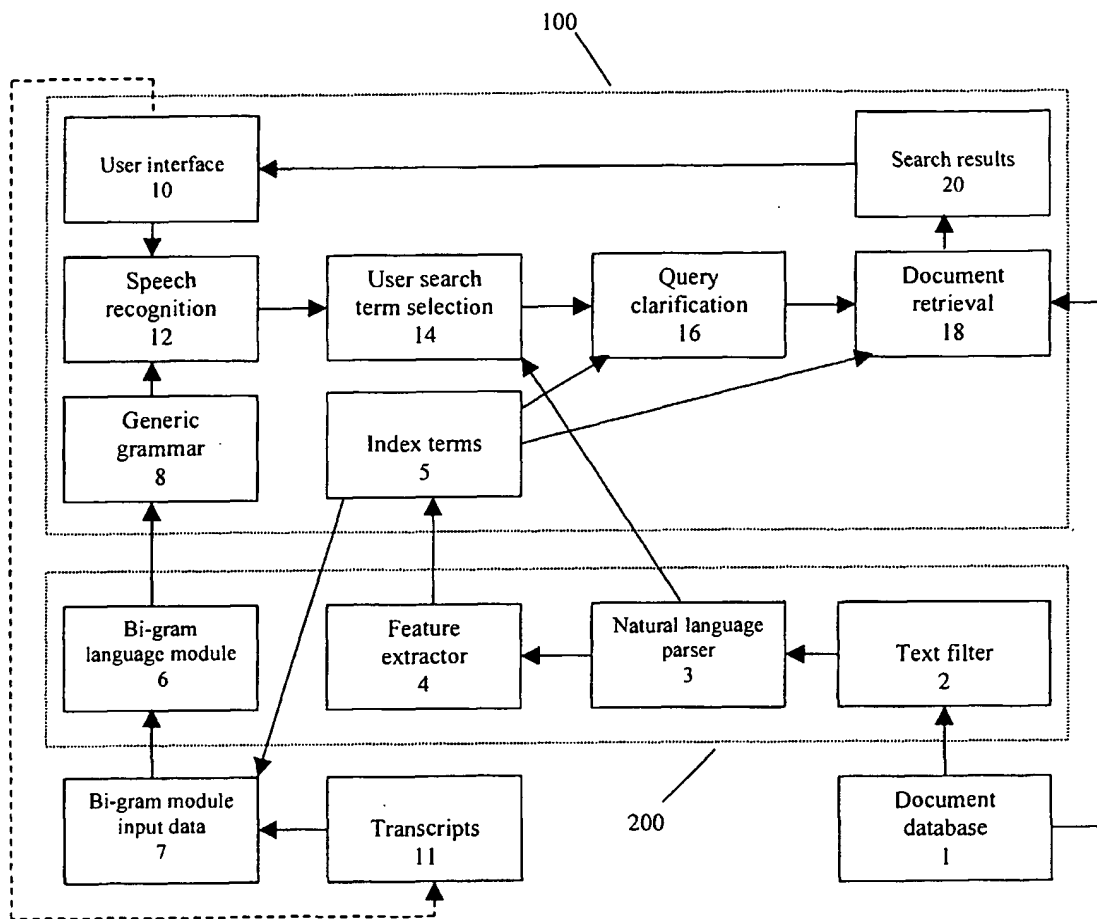 100
User interface
10
Search results
20
Speech
recognition
12
User search
term selection
14
Query
clarification
16
Document
retrieval
18
Generic
grammar
8
Index terms
5
Bi-gram
language module
6
Feature
extractor
4
Natural language
parser
3
Text filter
2
Bi-gram module
input data
7
Transcripts
11
200
Document
database
1